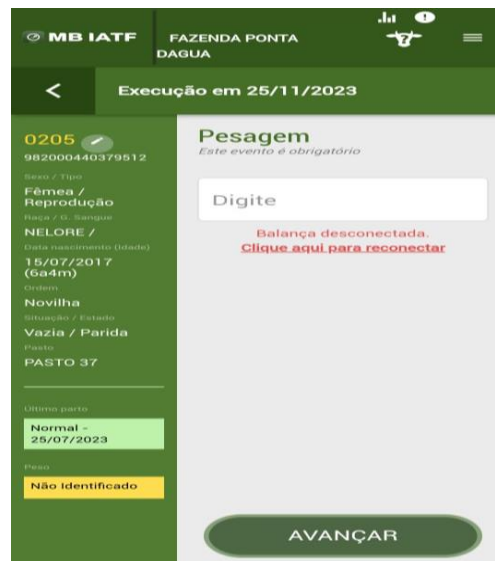 MB IATF
FAZENDA PONTA
DAGUA
?
Execução em 25/11/2023
0205
982000440379512
Sexo / Tipo
Fêmea /
Reprodução
Raça / G. Sangue
NELORE /
Data nascimento (Idade)
15/07/2017
(6a4m)
Ordem
Novilha
Situação / Estado
Vazia / Parida
Pasto
PASTO 37
Último parto
Normal -
25/07/2023
Peso
Não Identificado
Pesagem
Este evento é obrigatório
Digite
Balança desconectada.
Clique aqui para reconectar
AVANÇAR